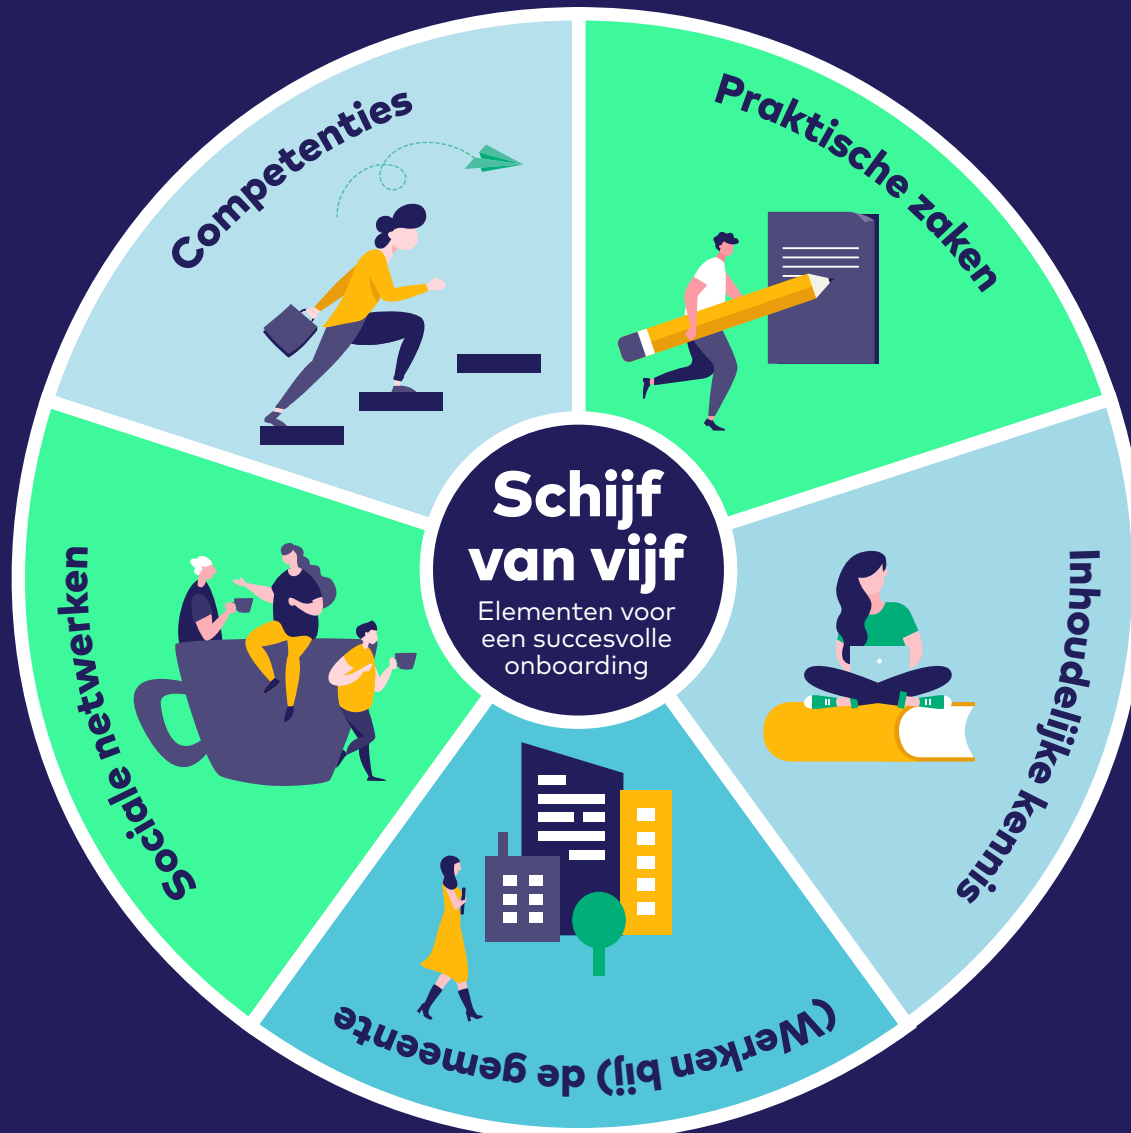 Schijf
van vijf
Elementen voor
een succesvolle
onboarding
Praktische zaken
Inhoudelijke kennis
(Werken bij) de gemeente
Sociale netwerken
Competenties